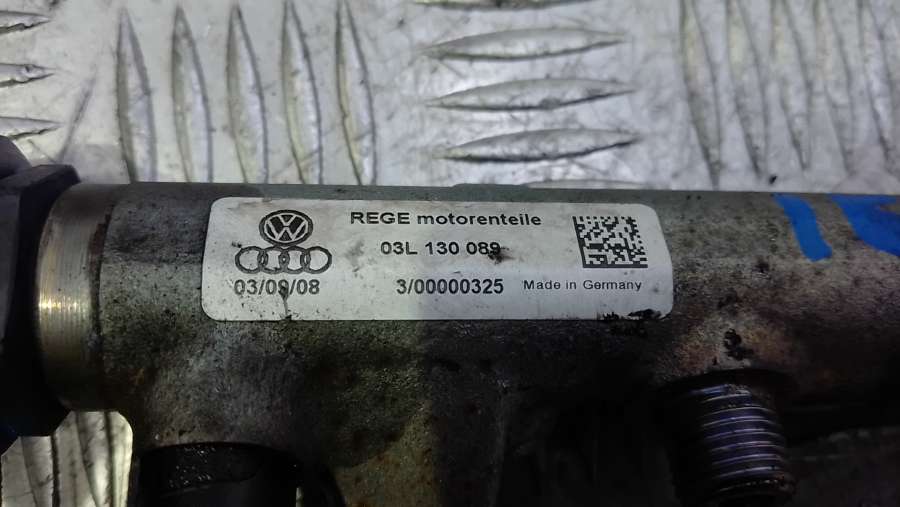 REGE motorenteile
03L 130 089
03/09/08 3/00000325 Made in Germany